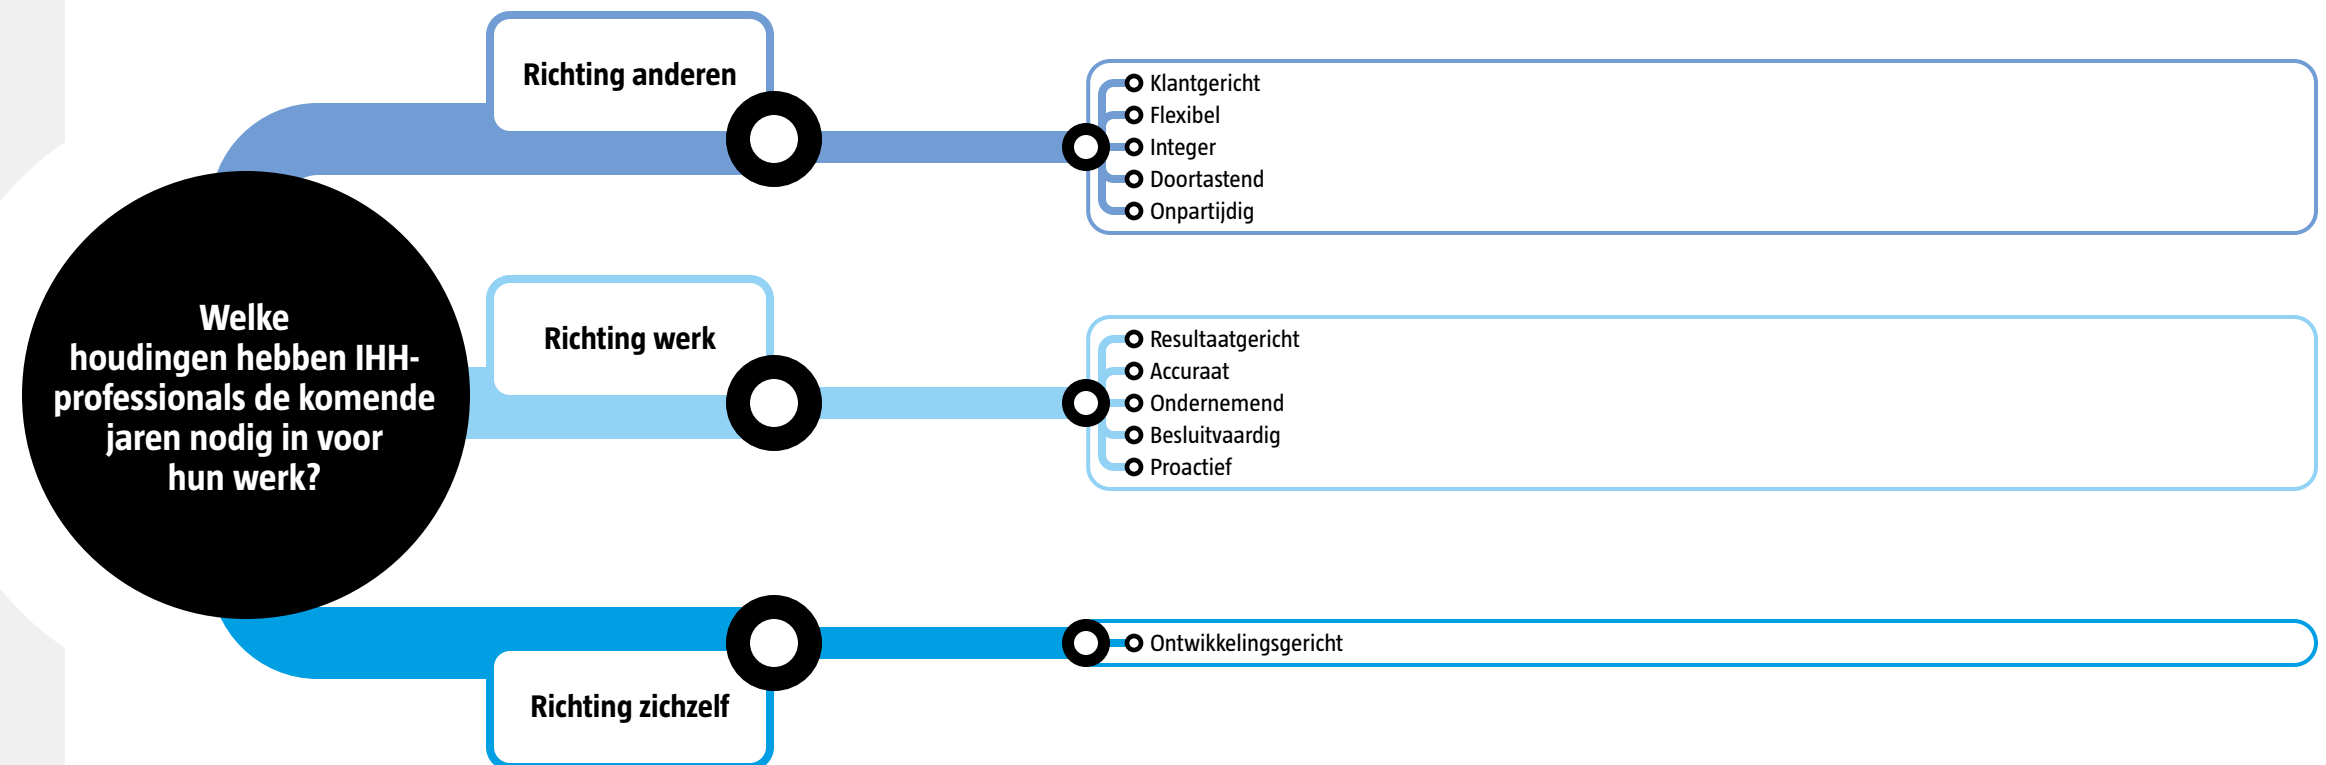 Welke
houdingen hebben IHH-
professionals de komende
jaren nodig in voor
hun werk?
Richting anderen
Klantgericht
Flexibel
Integer
Doortastend
Onpartijdig
Richting werk
Resultaatgericht
Accuraat
Ondernemend
Besluitvaardig
Proactief
Richting zichzelf
Ontwikkelingsgericht